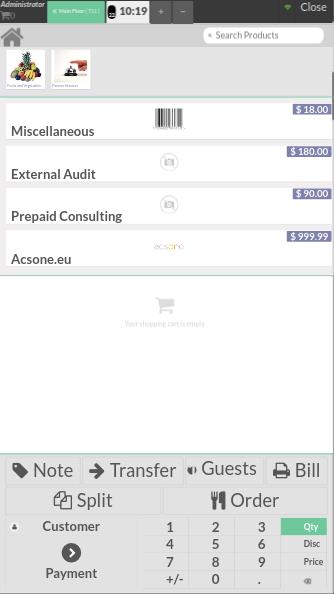 Administrator
0
Main Floor ( T11 )
22
10:19
+
−
Close
Search Products
Fruits and Vegetables
Partner Services
$ 18.00
Miscellaneous
$ 180.00
External Audit
$ 90.00
Prepaid Consulting
$ 999.99
acsone
Acsone.eu
Your shopping cart is empty
Note
Transfer
Guests
Bill
Split
Order
Customer
Payment
1 2 3 Qty
4 5 6 Disc
7 8 9 Price
+/- 0 .